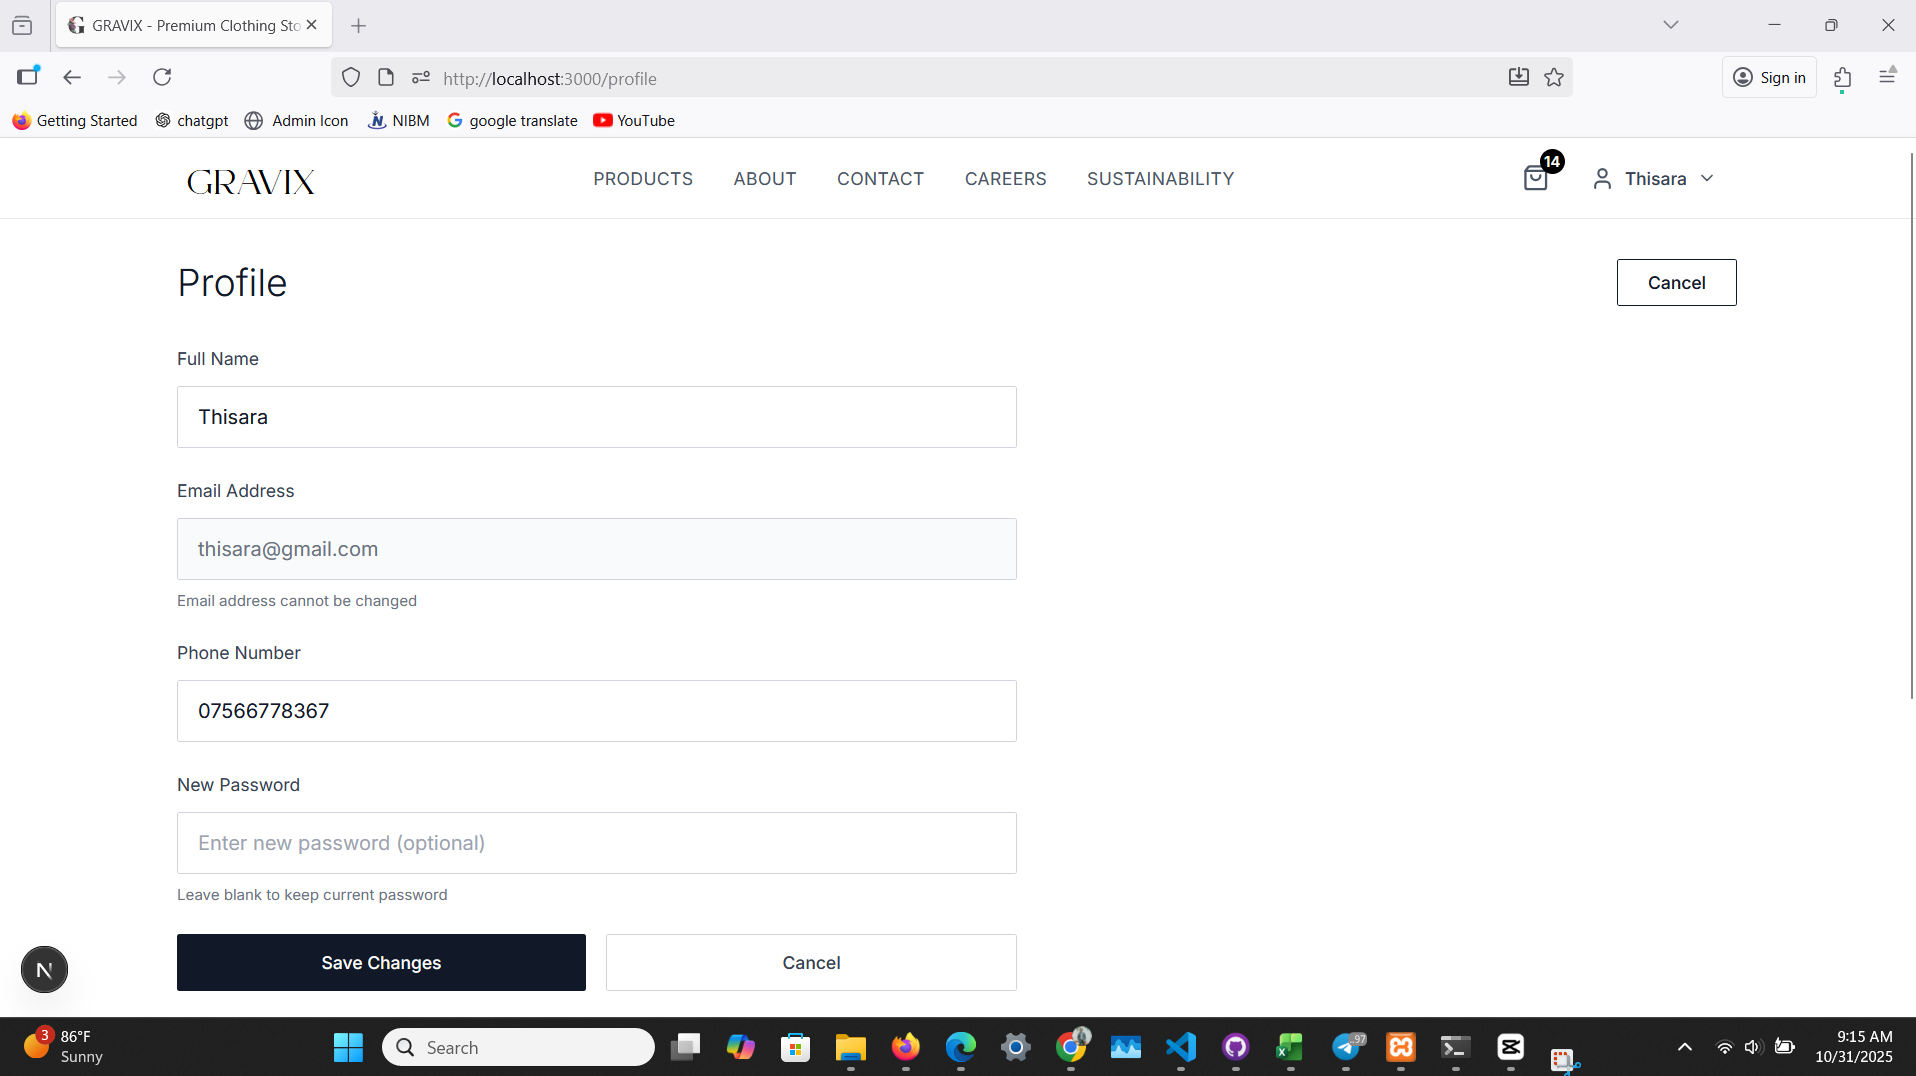 GRAVIX - Premium Clothing Sto
http://localhost:3000/profile
Sign in
Getting Started
chatgpt
Admin Icon
NIBM
google translate
YouTube
GRAVIX
PRODUCTS
ABOUT
CONTACT
CAREERS
SUSTAINABILITY
14
Thisara
Profile
Cancel
Full Name
Thisara
Email Address
thisara@gmail.com
Email address cannot be changed
Phone Number
07566778367
New Password
Enter new password (optional)
Leave blank to keep current password
Save Changes
Cancel
N
3
86°F
Sunny
Search
97
9:15 AM
10/31/2025